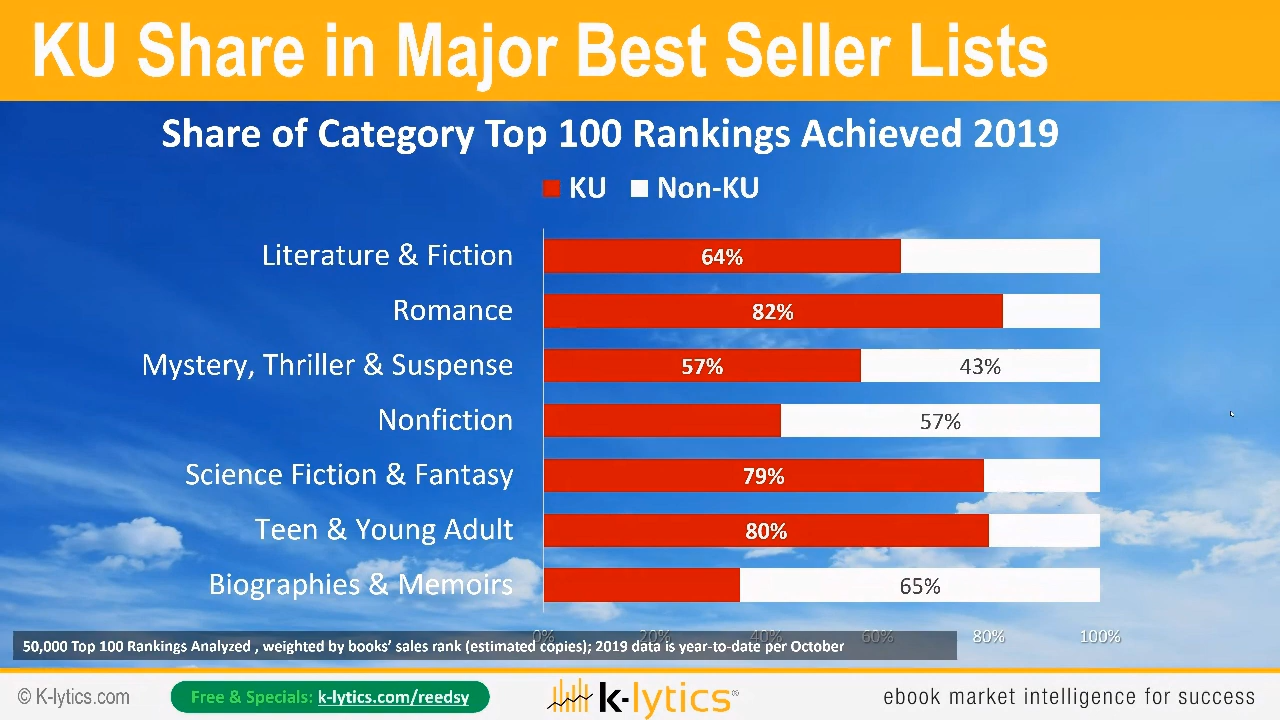 KU Share in Major Best Seller Lists
Share of Category Top 100 Rankings Achieved 2019
KU Non-KU
Literature & Fiction 64%
Romance 82%
Mystery, Thriller & Suspense 57% 43%
Nonfiction 57%
Science Fiction & Fantasy 79%
Teen & Young Adult 80%
Biographies & Memoirs 65%
0% 20% 40% 60% 80% 100%
50,000 Top 100 Rankings Analyzed , weighted by books’ sales rank (estimated copies); 2019 data is year-to-date per October
© K-lytics.com Free & Specials: k-lytics.com/reedsy k-lytics® ebook market intelligence for success